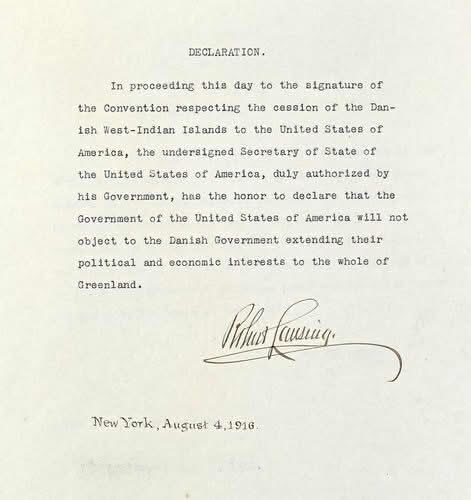 DECLARATION.
In proceeding this day to the signature of
the Convention respecting the cession of the Dan-
ish West-Indian Islands to the United States of
America, the undersigned Secretary of State of
the United States of America, duly authorized by
his Government, has the honor to declare that the
Government of the United States of America will not
object to the Danish Government extending their
political and economic interests to the whole of
Greenland.
Robert Lansing.
New York, August 4, 1916.